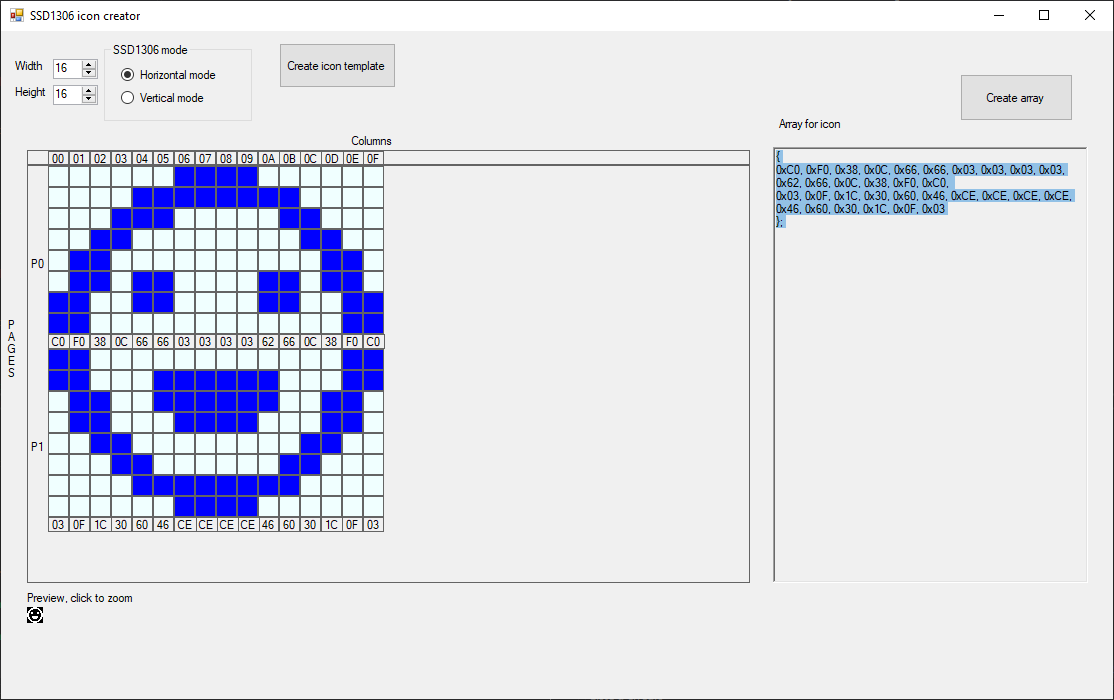 SSD1306 icon creator
Width 16
Height 16
SSD1306 mode
Horizontal mode
Vertical mode
Create icon template
Create array
Array for icon
Columns
00 01 02 03 04 05 06 07 08 09 0A 0B 0C 0D 0E 0F
P0
C0 F0 38 0C 66 66 03 03 03 03 62 66 0C 38 F0 C0
PAGES
P1
03 0F 1C 30 60 46 CE CE CE CE 46 60 30 1C 0F 03
{
0xC0, 0xF0, 0x38, 0x0C, 0x66, 0x66, 0x03, 0x03, 0x03, 0x03,
0x62, 0x66, 0x0C, 0x38, 0xF0, 0xC0,
0x03, 0x0F, 0x1C, 0x30, 0x60, 0x46, 0xCE, 0xCE, 0xCE, 0xCE,
0x46, 0x60, 0x30, 0x1C, 0x0F, 0x03
};
Preview, click to zoom